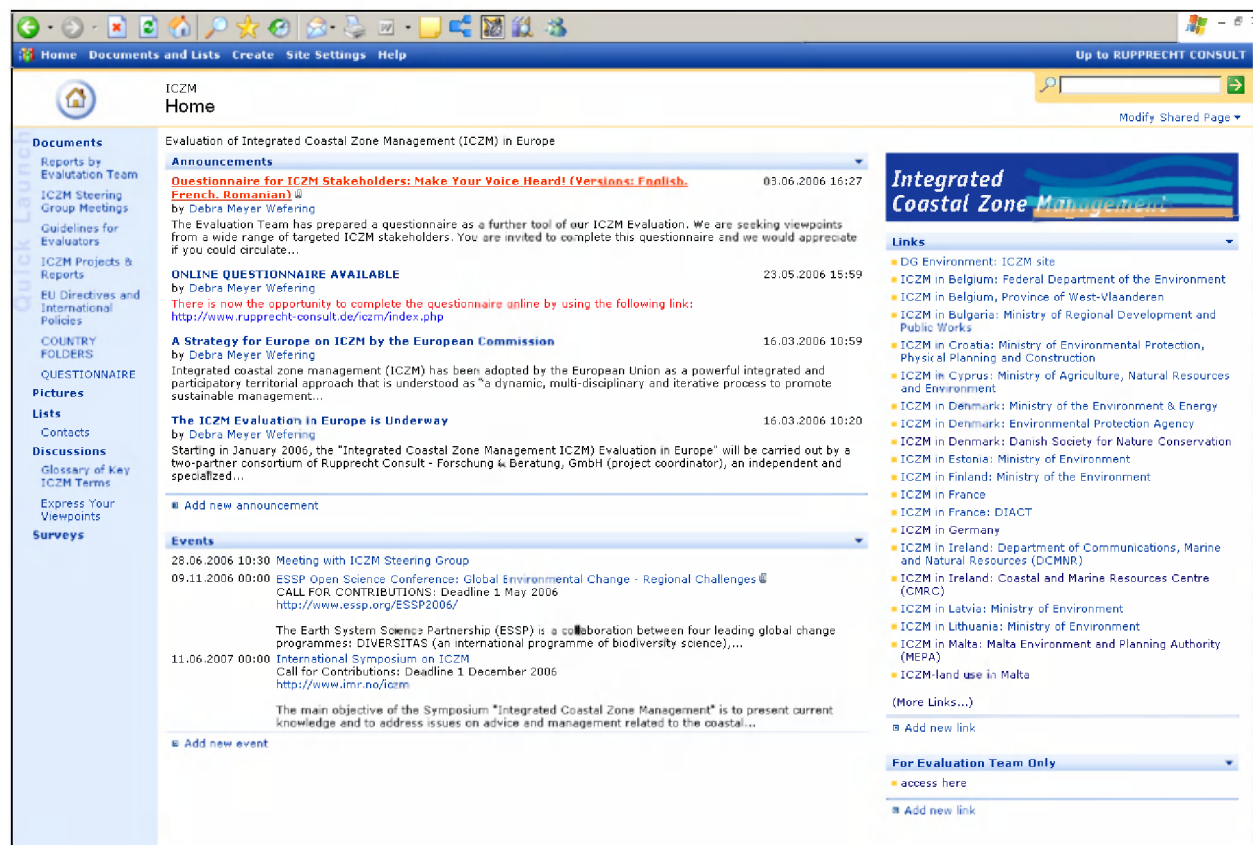 Home Documents and Lists Create Site Settings Help
Up to RUPPRECHT CONSULT
ICZM
Home
Modify Shared Page
Quick Launch
Documents
Reports by
Evalutation Team
ICZM Steering
Group Meetings
Guidelines for
Evaluators
ICZM Projects &
Reports
EU Directives and
International
Policies
COUNTRY
FOLDERS
QUESTIONNAIRE
Pictures
Lists
Contacts
Discussions
Glossary of Key
ICZM Terms
Express Your
Viewpoints
Surveys
Evaluation of Integrated Coastal Zone Management (ICZM) in Europe
Announcements
Questionnaire for ICZM Stakeholders: Make Your Voice Heard! (Versions: English,
French, Romanian)
03.06.2006 16:27
by Debra Meyer Wefering
The Evaluation Team has prepared a questionnaire as a further tool of our ICZM Evaluation. We are seeking viewpoints
from a wide range of targeted ICZM stakeholders. You are invited to complete this questionnaire and we would appreciate
if you could circulate...
ONLINE QUESTIONNAIRE AVAILABLE
23.05.2006 15:59
by Debra Meyer Wefering
There is now the opportunity to complete the questionnaire online by using the following link:
http://www.rupprecht-consult.de/iczm/index.php
A Strategy for Europe on ICZM by the European Commission
16.03.2006 10:59
by Debra Meyer Wefering
Integrated coastal zone management (ICZM) has been adopted by the European Union as a powerful integrated and
participatory territorial approach that is understood as "a dynamic, multi-disciplinary and iterative process to promote
sustainable management...
The ICZM Evaluation in Europe is Underway
16.03.2006 10:20
by Debra Meyer Wefering
Starting in January 2006, the "Integrated Coastal Zone Management ICZM) Evaluation in Europe" will be carried out by a
two-partner consortium of Rupprecht Consult - Forschung & Beratung, GmbH (project coordinator), an independent and
specialized...
Add new announcement
Events
28.06.2006 10:30 Meeting with ICZM Steering Group
09.11.2006 00:00 ESSP Open Science Conference: Global Environmental Change - Regional Challenges
CALL FOR CONTRIBUTIONS: Deadline 1 May 2006
http://www.essp.org/ESSP2006/
The Earth System Science Partnership (ESSP) is a collaboration between four leading global change
programmes: DIVERSITAS (an international programme of biodiversity science),...
11.06.2007 00:00 International Symposium on ICZM
Call for Contributions: Deadline 1 December 2006
http://www.imr.no/iczm
The main objective of the Symposium "Integrated Coastal Zone Management" is to present current
knowledge and to address issues on advice and management related to the coastal...
Add new event
Integrated
Coastal Zone Management
Links
DG Environment: ICZM site
ICZM in Belgium: Federal Department of the Environment
ICZM in Belgium, Province of West-Vlaanderen
ICZM in Bulgaria: Ministry of Regional Development and
Public Works
ICZM in Croatia: Ministry of Environmental Protection,
Physical Planning and Construction
ICZM in Cyprus: Ministry of Agriculture, Natural Resources
and Environment
ICZM in Denmark: Ministry of the Environment & Energy
ICZM in Denmark: Environmental Protection Agency
ICZM in Denmark: Danish Society for Nature Conservation
ICZM in Estonia: Ministry of Environment
ICZM in Finland: Ministry of the Environment
ICZM in France
ICZM in France: DIACT
ICZM in Germany
ICZM in Ireland: Department of Communications, Marine
and Natural Resources (DCMNR)
ICZM in Ireland: Coastal and Marine Resources Centre
(CMRC)
ICZM in Latvia: Ministry of Environment
ICZM in Lithuania: Ministry of Environment
ICZM in Malta: Malta Environment and Planning Authority
(MEPA)
ICZM-land use in Malta
(More Links...)
Add new link
For Evaluation Team Only
access here
Add new link